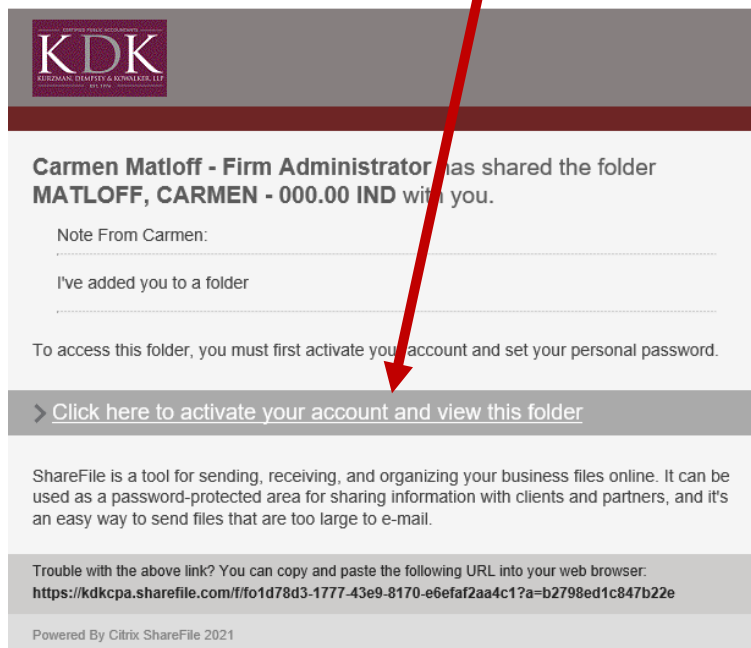 CERTIFIED PUBLIC ACCOUNTANTS
KDK
KURZMAN, DEMPSEY & KOWALKER, LLP
EST. 1974
Carmen Matloff - Firm Administrator has shared the folder
MATLOFF, CARMEN - 000.00 IND with you.
Note From Carmen:
I've added you to a folder
To access this folder, you must first activate your account and set your personal password.
Click here to activate your account and view this folder
ShareFile is a tool for sending, receiving, and organizing your business files online. It can be
used as a password-protected area for sharing information with clients and partners, and it's
an easy way to send files that are too large to e-mail.
Trouble with the above link? You can copy and paste the following URL into your web browser:
https://kdkcpa.sharefile.com/f/fo1d78d3-1777-43e9-8170-e6efaf2aa4c1?a=b2798ed1c847b22e
Powered By Citrix ShareFile 2021